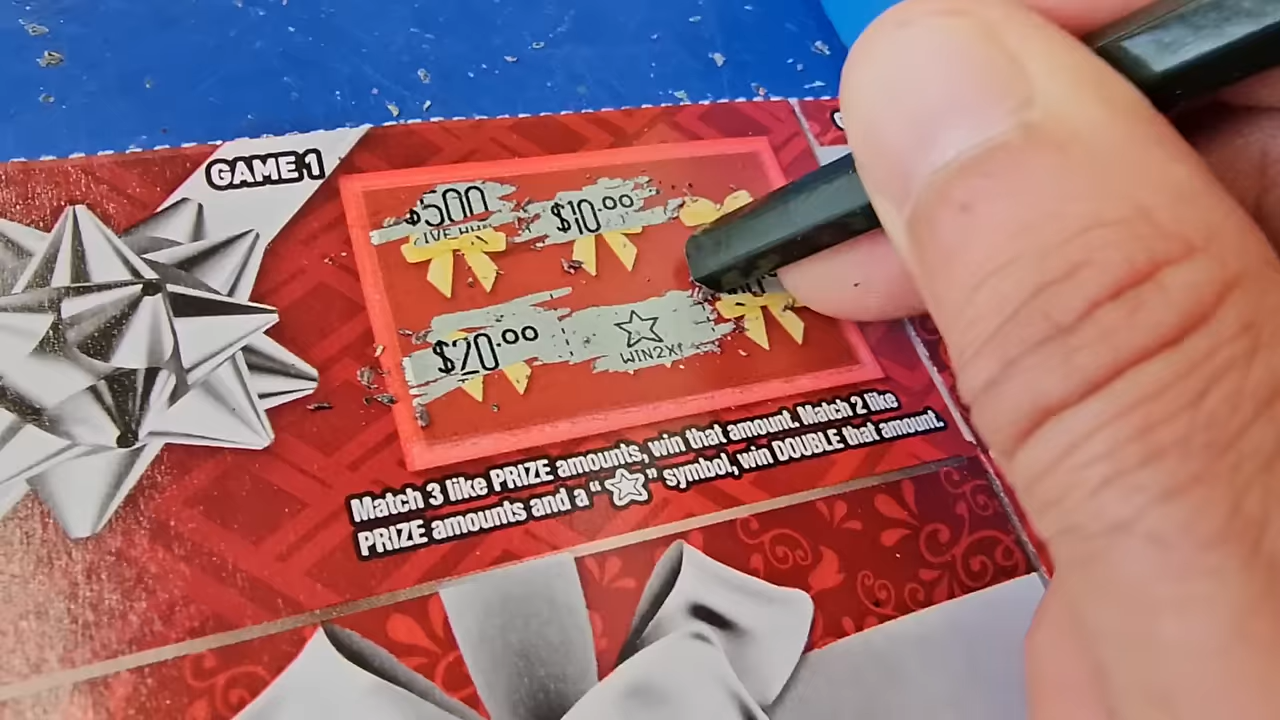 GAME 1
$500
$10.00
$20.00
WIN2X
Match 3 like PRIZE amounts, win that amount. Match 2 like
PRIZE amounts and a “ ” symbol, win DOUBLE that amount.